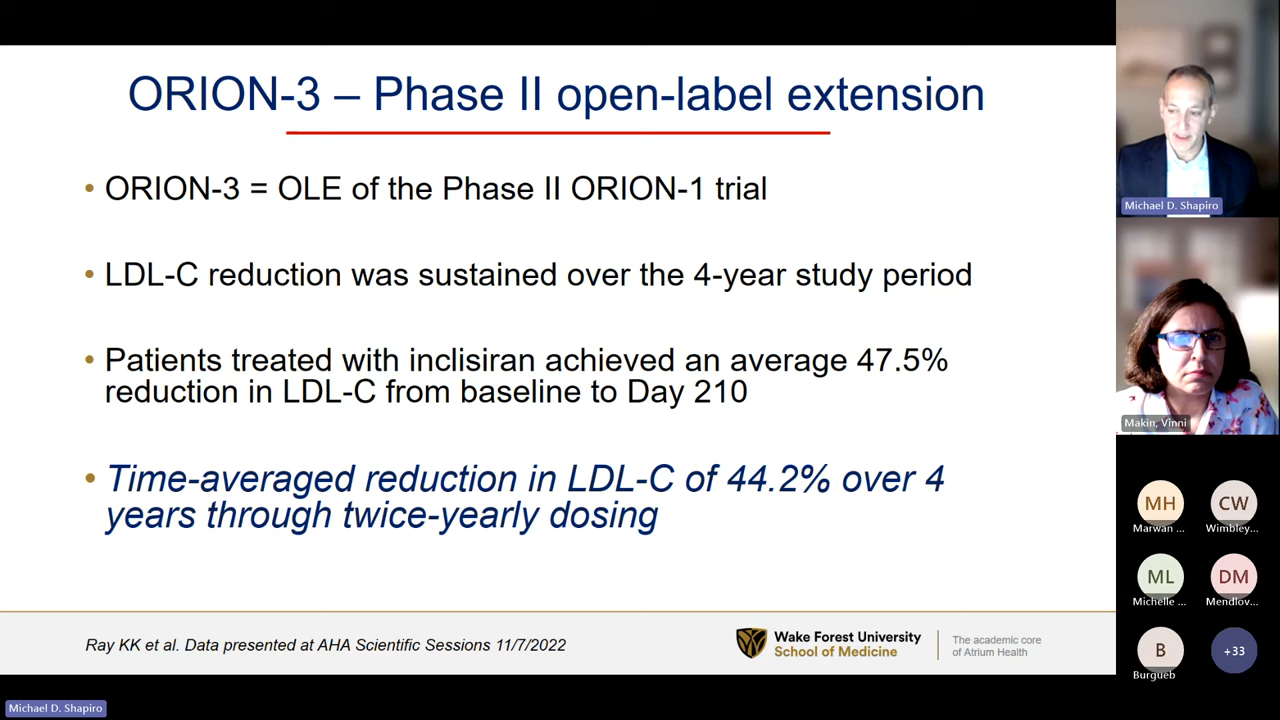 ORION-3 – Phase II open-label extension
• ORION-3 = OLE of the Phase II ORION-1 trial
• LDL-C reduction was sustained over the 4-year study period
• Patients treated with inclisiran achieved an average 47.5%
reduction in LDL-C from baseline to Day 210
• Time-averaged reduction in LDL-C of 44.2% over 4
years through twice-yearly dosing
Ray KK et al. Data presented at AHA Scientific Sessions 11/7/2022
Wake Forest University
School of Medicine
The academic core
of Atrium Health
Michael D. Shapiro
Makin, Vinni
MH
Marwan ...
CW
Wimbley...
ML
Michelle ...
DM
Mendlov...
B
Burgueb
+33
Michael D. Shapiro